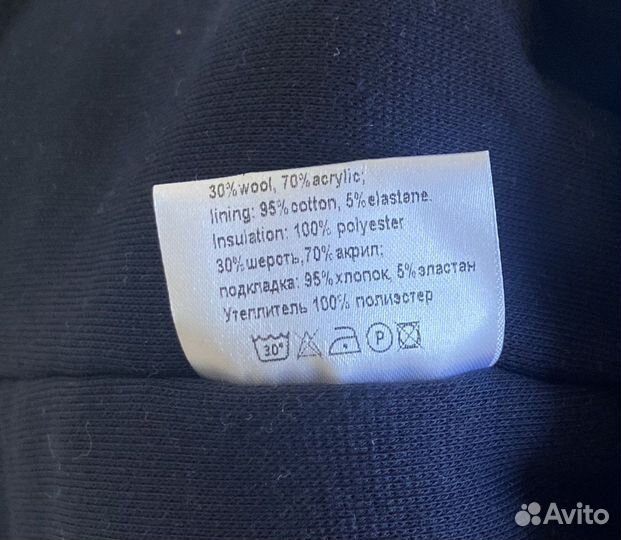 30% wool, 70% acrylic;
lining: 95% cotton, 5% elastane.
Insulation: 100% polyester
30% шерсть, 70% акрил;
подкладка: 95% хлопок, 5% эластан
Утеплитель 100% полиэстер
30° P
Avito